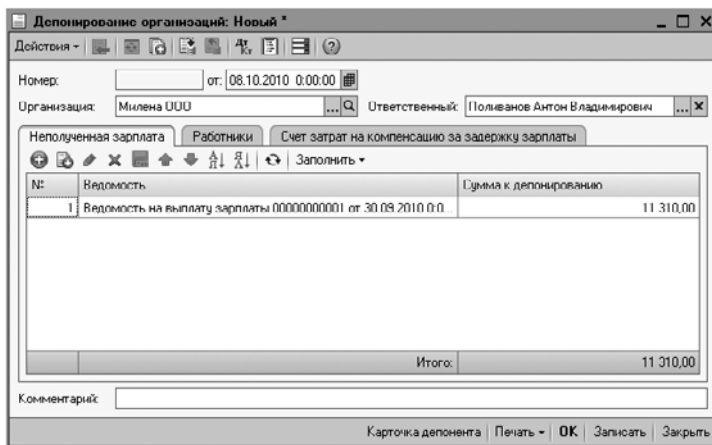 Депонирование организаций: Новый *
Действия
Номер: от: 08.10.2010 0:00:00
Организация: Милена ООО ... Ответственный: Поливанов Антон Владимирович ... x
Неполученная зарплата Работники Счет затрат на компенсацию за задержку зарплаты
Заполнить
№ Ведомость Сумма к депонированию
1 Ведомость на выплату зарплаты 00000000001 от 30.09.2010 0:0... 11 310,00
Итого: 11 310,00
Комментарий:
Карточка депонента Печать OK Записать Закрыть